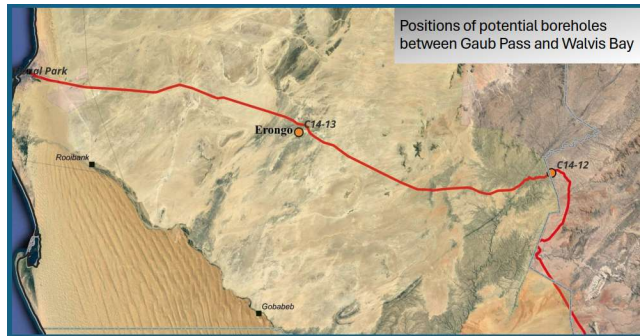 Positions of potential boreholes
between Gaub Pass and Walvis Bay
al Park
C14-13
Erongo
Rooibank
C14-12
Gobabeb